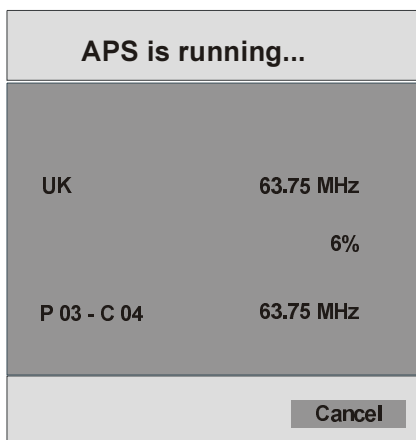 APS is running...
UK 63.75 MHz
6%
P 03 - C 04 63.75 MHz
Cancel